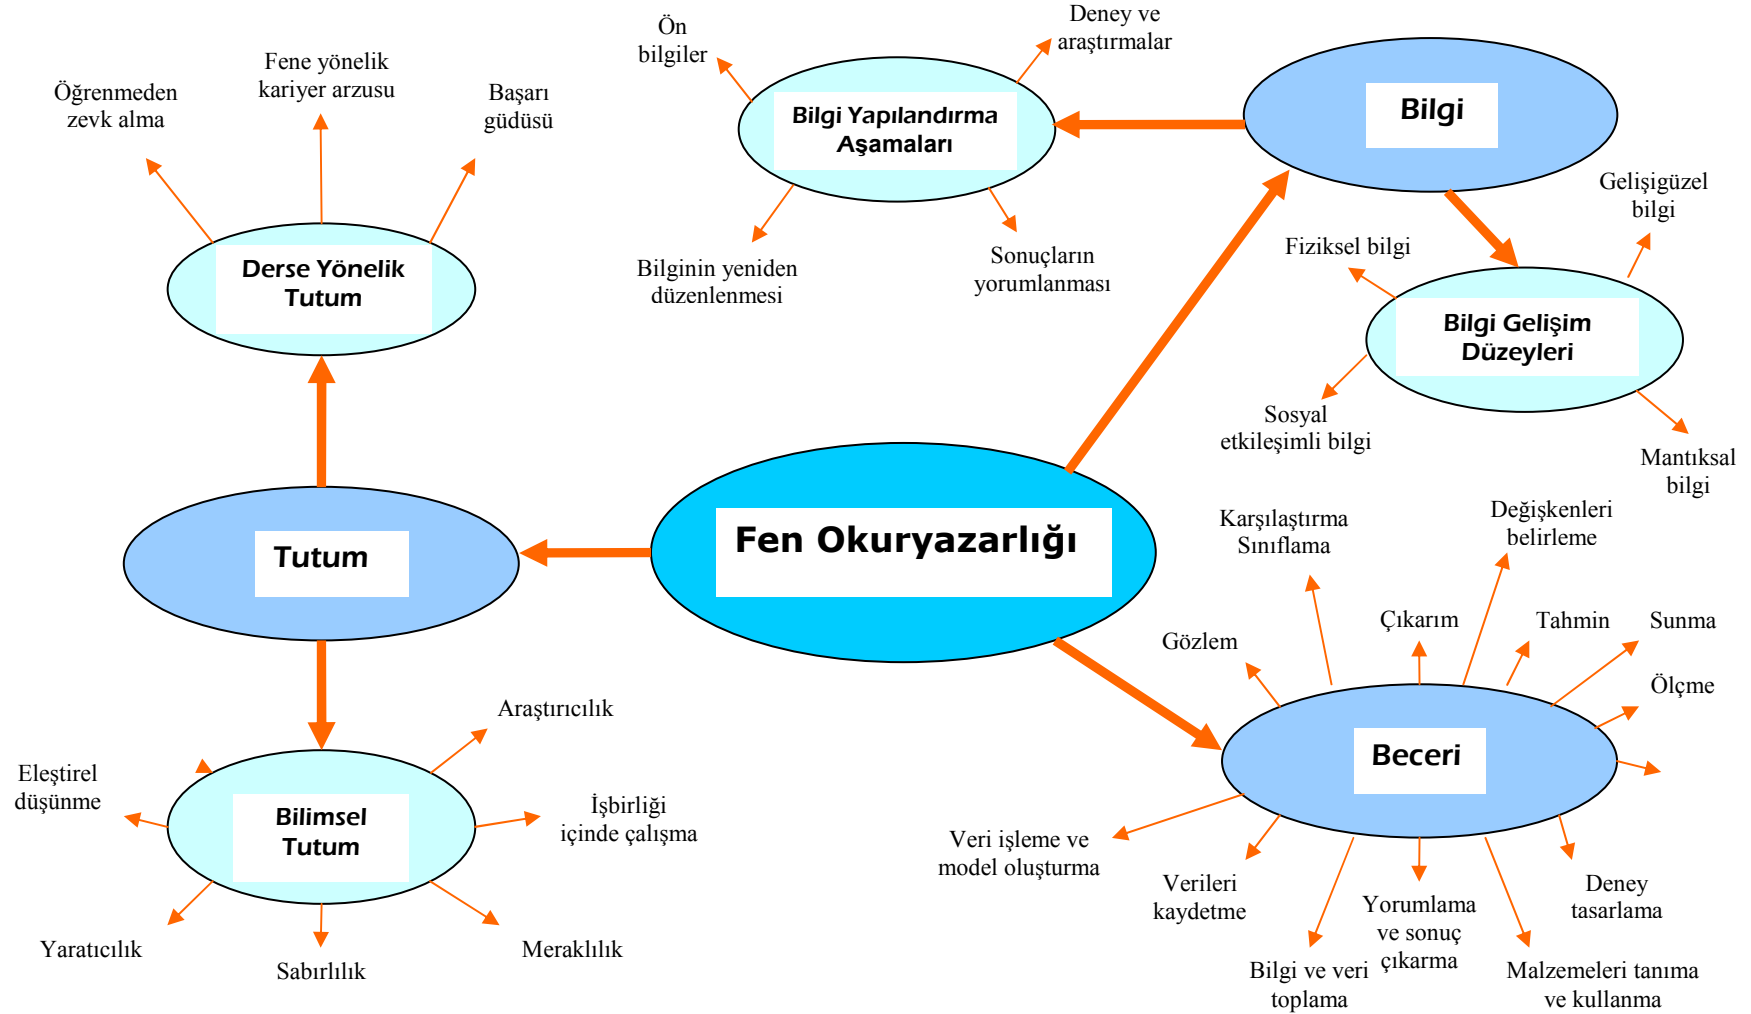 Ön
bilgiler
Deney ve
araştırmalar
Bilgi Yapılandırma
Aşamaları
Bilginin yeniden
düzenlenmesi
Sonuçların
yorumlanması
Bilgi
Gelişigüzel
bilgi
Fiziksel bilgi
Bilgi Gelişim
Düzeyleri
Sosyal
etkileşimli bilgi
Mantıksal
bilgi
Öğrenmeden
zevk alma
Fene yönelik
kariyer arzusu
Başarı
güdüsü
Derse Yönelik
Tutum
Tutum
Fen Okuryazarlığı
Araştırıcılık
Eleştirel
düşünme
Bilimsel
Tutum
İşbirliği
içinde çalışma
Yaratıcılık
Sabırlılık
Meraklılık
Karşılaştırma
Sınıflama
Değişkenleri
belirleme
Gözlem
Çıkarım
Tahmin
Sunma
Ölçme
Beceri
Veri işleme ve
model oluşturma
Verileri
kaydetme
Bilgi ve veri
toplama
Yorumlama
ve sonuç
çıkarma
Deney
tasarlama
Malzemeleri tanıma
ve kullanma